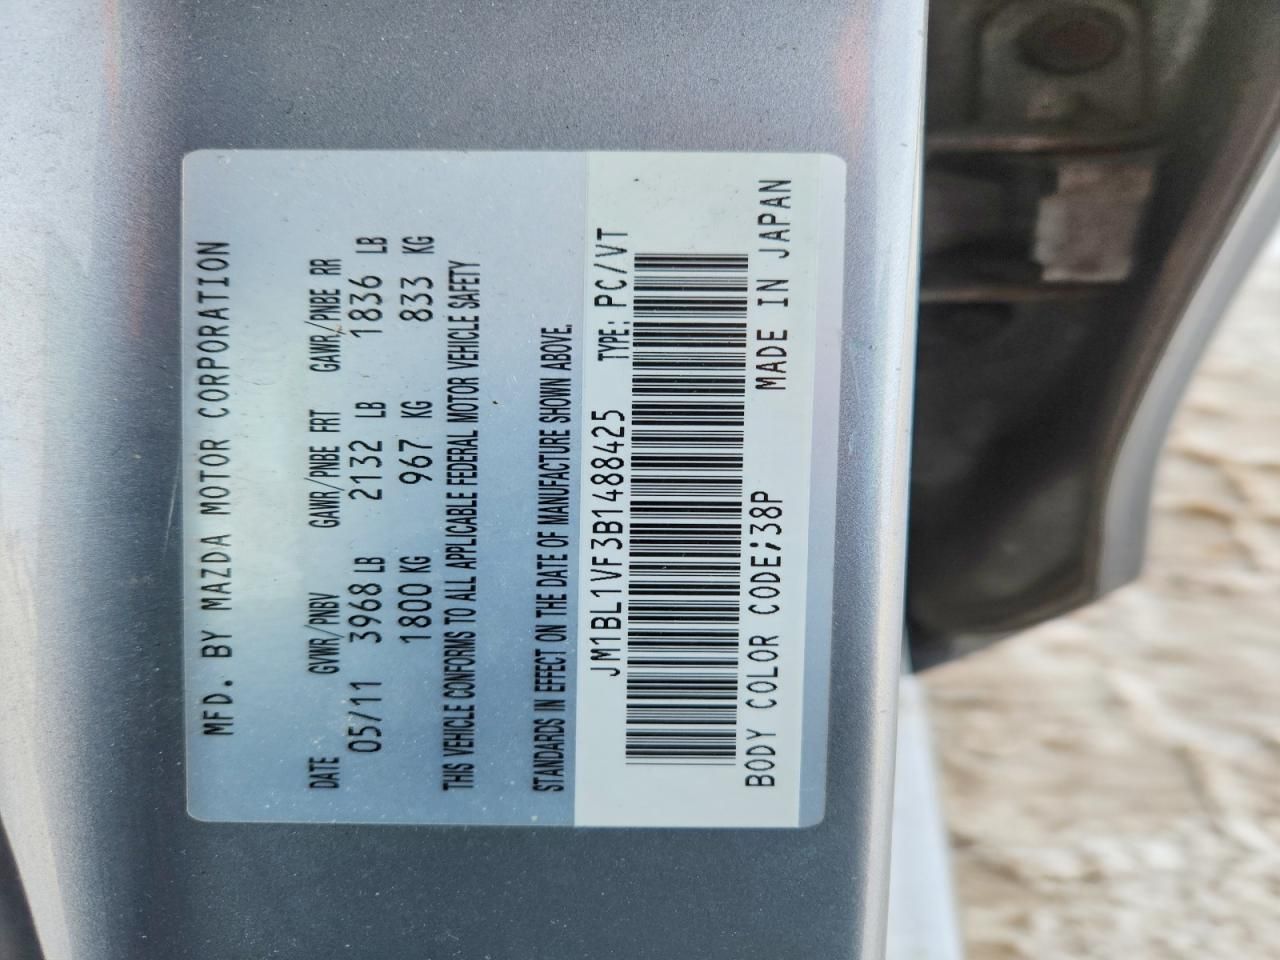 MFD. BY MAZDA MOTOR CORPORATION
DATE GVWR/PNBV GAWR/PNBE FRT GAWR/PNBE RR
05/11 3968 LB 2132 LB 1836 LB
1800 KG 967 KG 833 KG
THIS VEHICLE CONFORMS TO ALL APPLICABLE FEDERAL MOTOR VEHICLE SAFETY
STANDARDS IN EFFECT ON THE DATE OF MANUFACTURE SHOWN ABOVE.
JM1BL1VF3B1488425 TYPE: PC/VT
BODY COLOR CODE;38P MADE IN JAPAN